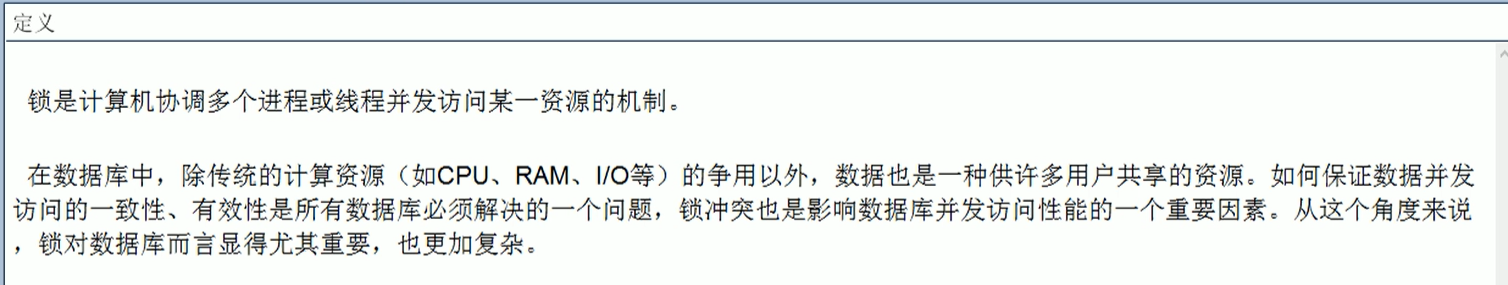 定义
锁是计算机协调多个进程或线程并发访问某一资源的机制。
在数据库中，除传统的计算资源（如CPU、RAM、I/O等）的争用以外，数据也是一种供许多用户共享的资源。如何保证数据并发
访问的一致性、有效性是所有数据库必须解决的一个问题，锁冲突也是影响数据库并发访问性能的一个重要因素。从这个角度来说
，锁对数据库而言显得尤其重要，也更加复杂。